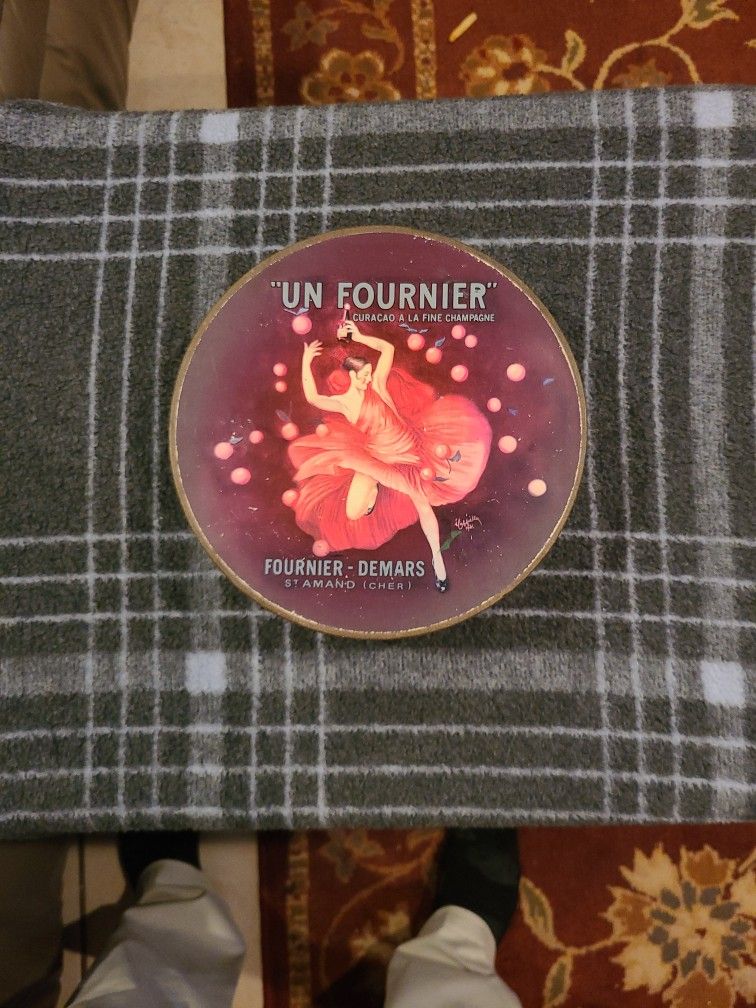 "UN FOURNIER"
CURAÇAO A LA FINE CHAMPAGNE
FOURNIER - DEMARS
ST AMAND (CHER)